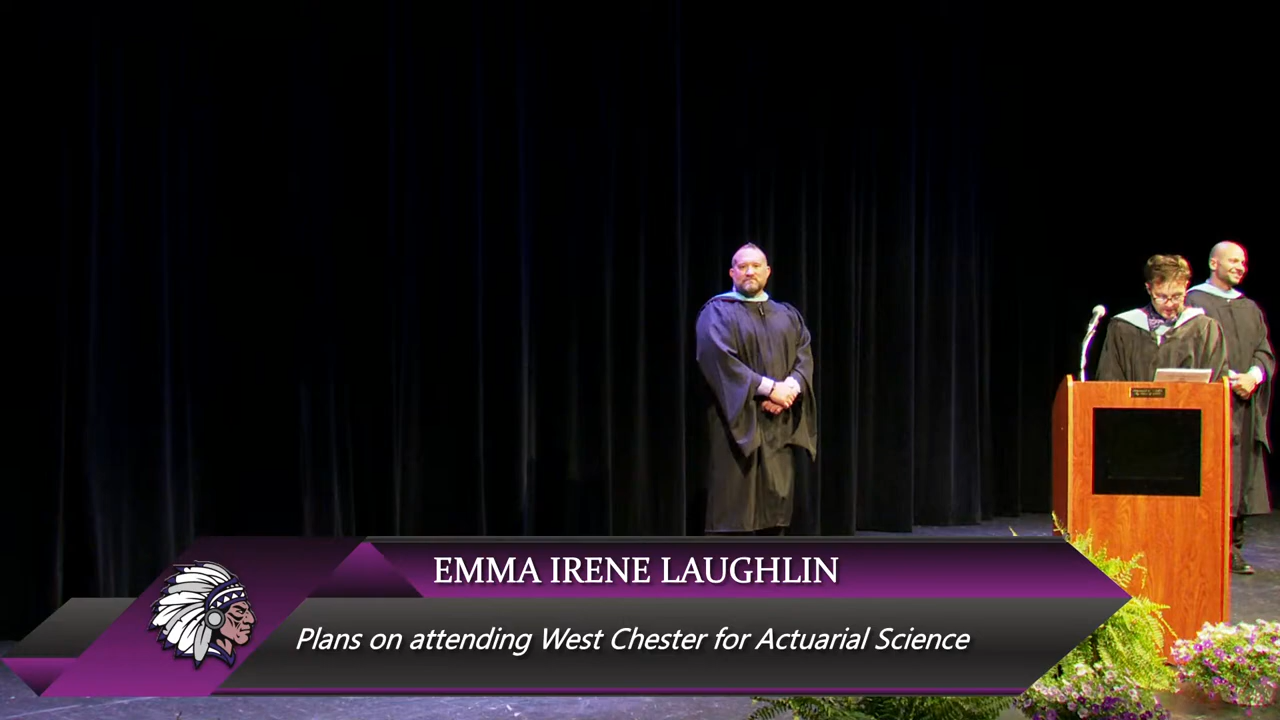 EMMA IRENE LAUGHLIN
Plans on attending West Chester for Actuarial Science